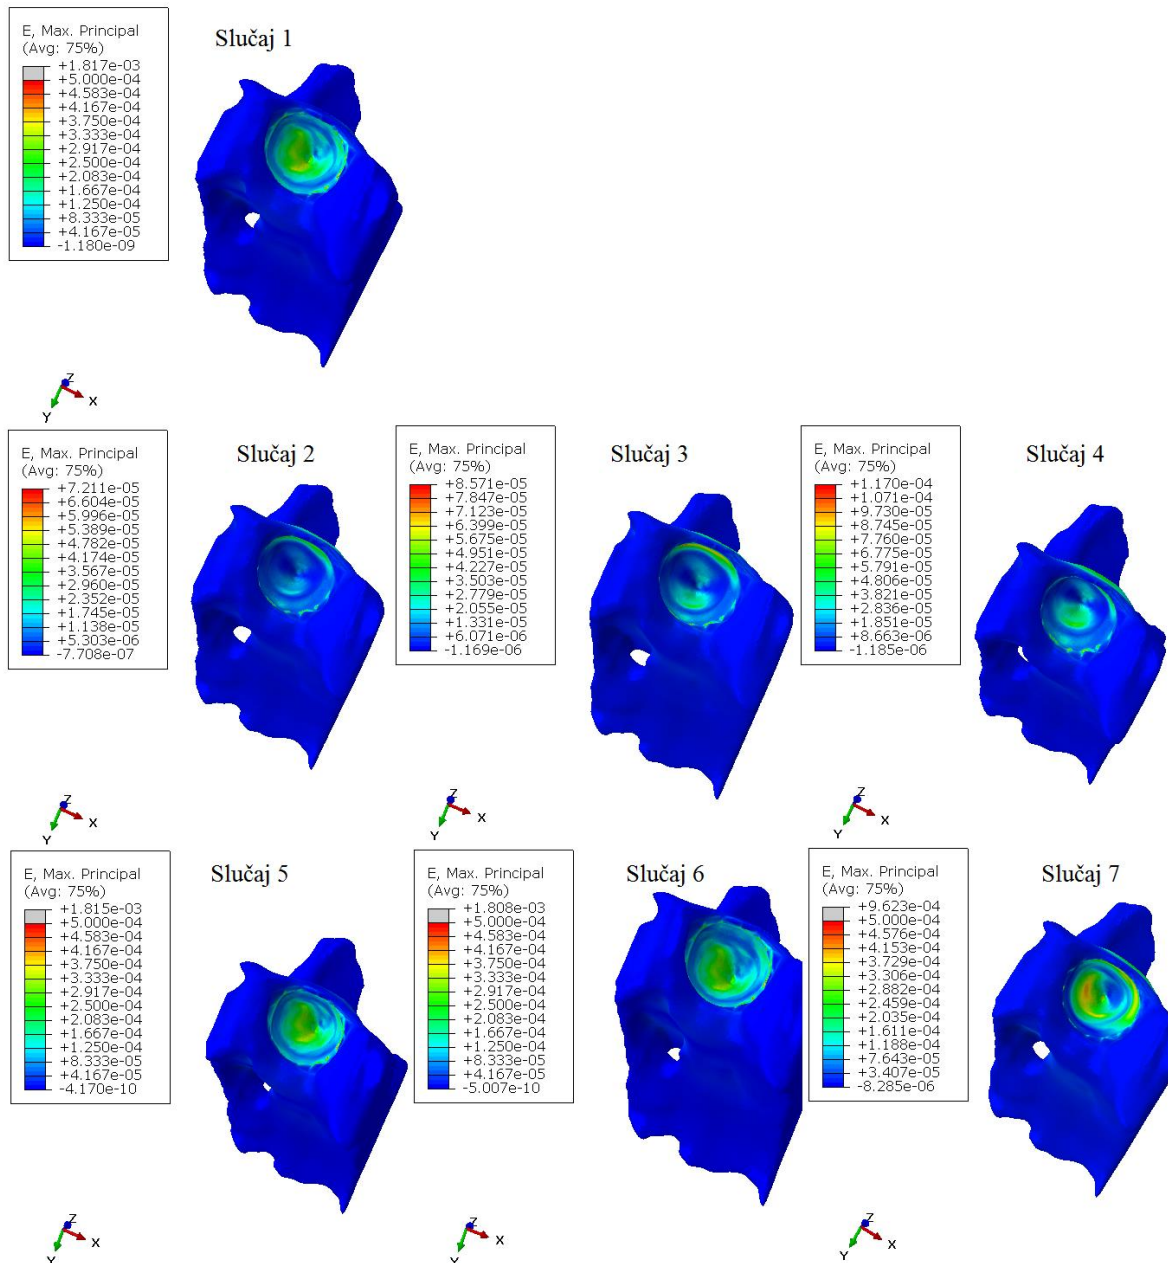 E, Max. Principal
(Avg: 75%)
+1.817e-03
+5.000e-04
+4.583e-04
+4.167e-04
+3.750e-04
+3.333e-04
+2.917e-04
+2.500e-04
+2.083e-04
+1.667e-04
+1.250e-04
+8.333e-05
+4.167e-05
-1.180e-09
Slučaj 1
Z
X
Y
E, Max. Principal
(Avg: 75%)
+7.211e-05
+6.604e-05
+5.996e-05
+5.389e-05
+4.782e-05
+4.174e-05
+3.567e-05
+2.960e-05
+2.352e-05
+1.745e-05
+1.138e-05
+5.303e-06
-7.708e-07
Slučaj 2
Z
X
Y
E, Max. Principal
(Avg: 75%)
+8.571e-05
+7.847e-05
+7.123e-05
+6.399e-05
+5.675e-05
+4.951e-05
+4.227e-05
+3.503e-05
+2.779e-05
+2.055e-05
+1.331e-05
+6.071e-06
-1.169e-06
Slučaj 3
Z
X
Y
E, Max. Principal
(Avg: 75%)
+1.170e-04
+1.071e-04
+9.730e-05
+8.745e-05
+7.760e-05
+6.775e-05
+5.791e-05
+4.806e-05
+3.821e-05
+2.836e-05
+1.851e-05
+8.663e-06
-1.185e-06
Slučaj 4
Z
X
Y
E, Max. Principal
(Avg: 75%)
+1.815e-03
+5.000e-04
+4.583e-04
+4.167e-04
+3.750e-04
+3.333e-04
+2.917e-04
+2.500e-04
+2.083e-04
+1.667e-04
+1.250e-04
+8.333e-05
+4.167e-05
-4.170e-10
Slučaj 5
Z
X
Y
E, Max. Principal
(Avg: 75%)
+1.808e-03
+5.000e-04
+4.583e-04
+4.167e-04
+3.750e-04
+3.333e-04
+2.917e-04
+2.500e-04
+2.083e-04
+1.667e-04
+1.250e-04
+8.333e-05
+4.167e-05
-5.007e-10
Slučaj 6
Z
X
Y
E, Max. Principal
(Avg: 75%)
+9.623e-04
+5.000e-04
+4.576e-04
+4.153e-04
+3.729e-04
+3.306e-04
+2.882e-04
+2.459e-04
+2.035e-04
+1.611e-04
+1.188e-04
+7.643e-05
+3.407e-05
-8.285e-06
Slučaj 7
Z
X
Y